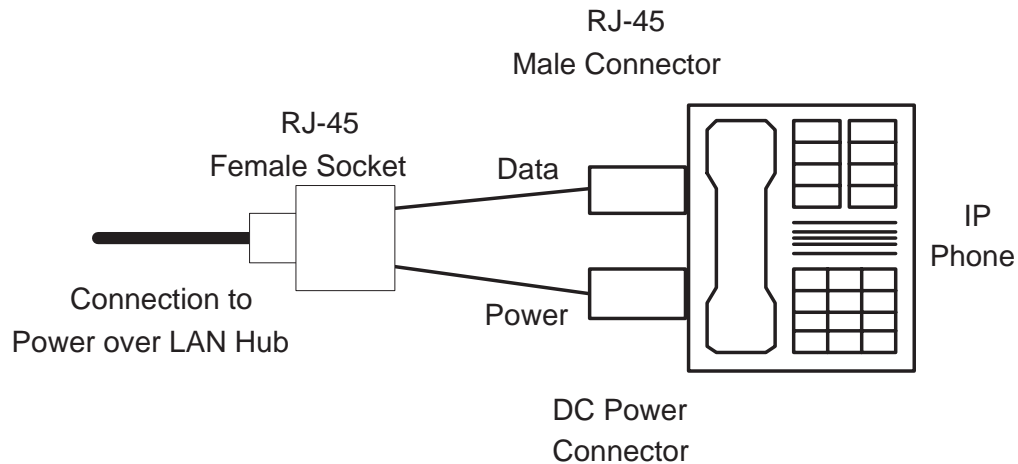 RJ-45
Male Connector
RJ-45
Female Socket
Data
IP
Phone
Connection to
Power over LAN Hub
Power
DC Power
Connector